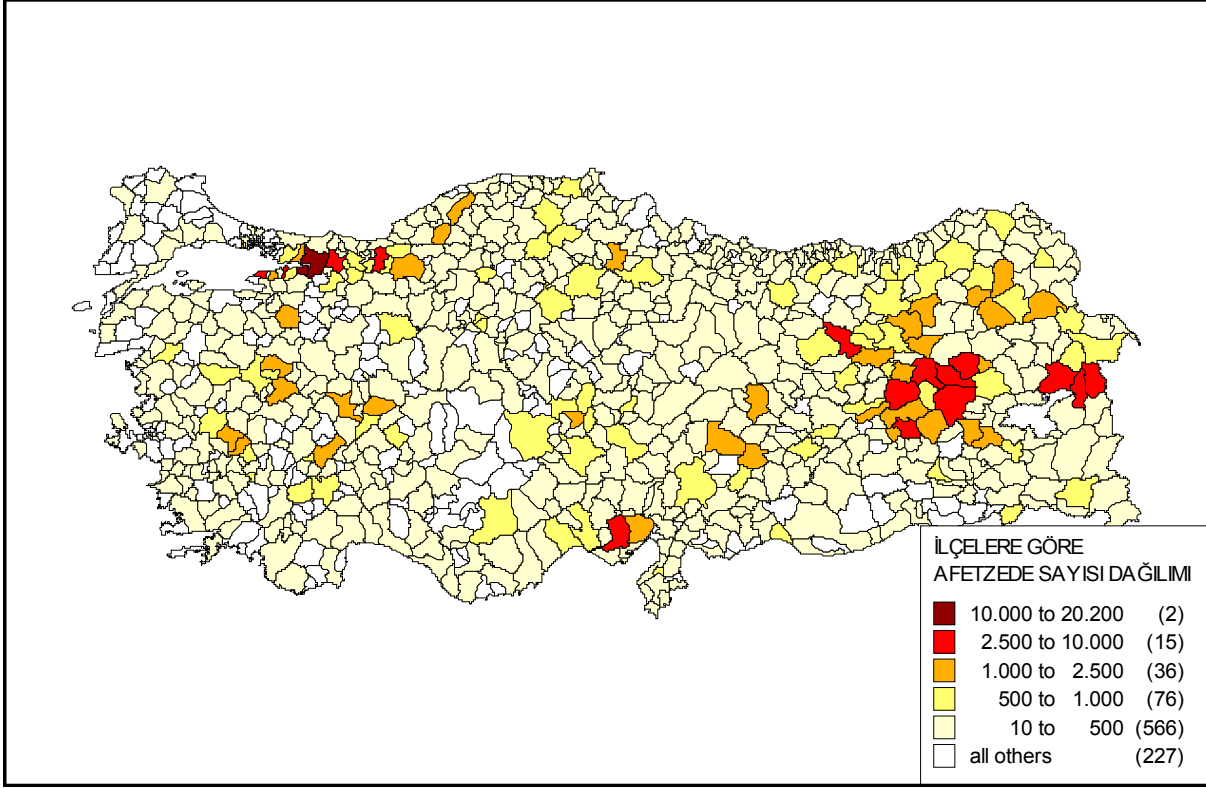 İLÇELERE GÖRE
AFETZEDE SAYISI DAĞILIMI
10.000 to 20.200 (2)
2.500 to 10.000 (15)
1.000 to 2.500 (36)
500 to 1.000 (76)
10 to 500 (566)
all others (227)